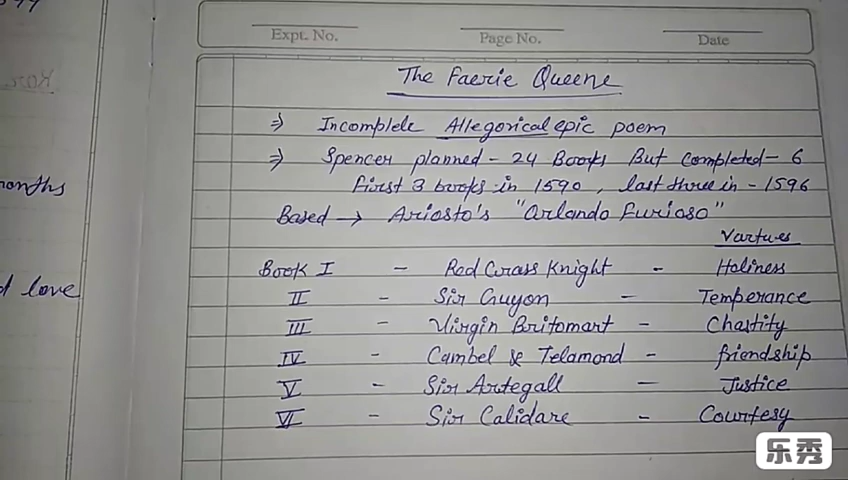 Expt. No. Page No. Date
The Faerie Queene
⇒ Incomplete Allegorical epic poem
⇒ Spencer planned - 24 Books But Completed - 6
First 3 books in 1590, last three in - 1596
Based → Ariosto's "Orlando Furioso"
Vartues
Book I - Red Cross Knight - Holiness
II - Sir Guyon - Temperance
III - Virgin Britomart - Chastity
IV - Cambel & Telamond - friendship
V - Sir Artegall - Justice
VI - Sir Calidare - Courtesy
months
love
乐秀